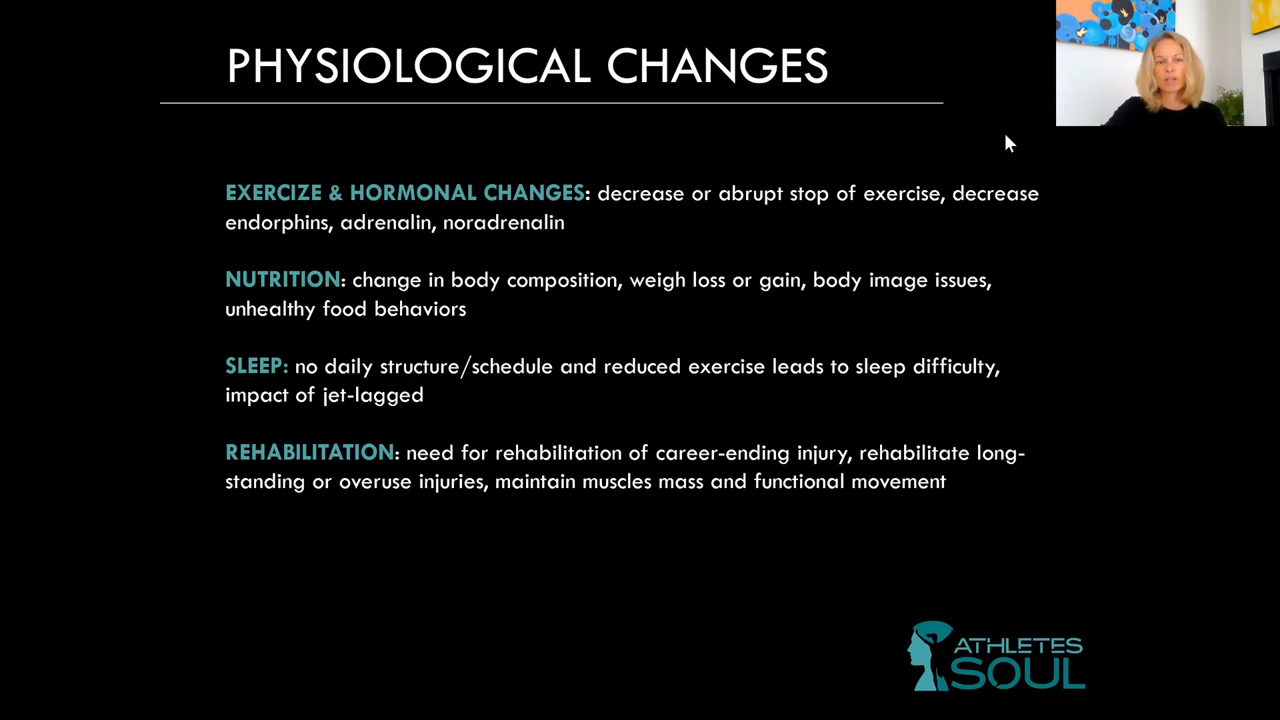 PHYSIOLOGICAL CHANGES
EXERCIZE & HORMONAL CHANGES: decrease or abrupt stop of exercise, decrease
endorphins, adrenalin, noradrenalin
NUTRITION: change in body composition, weigh loss or gain, body image issues,
unhealthy food behaviors
SLEEP: no daily structure/schedule and reduced exercise leads to sleep difficulty,
impact of jet-lagged
REHABILITATION: need for rehabilitation of career-ending injury, rehabilitate long-
standing or overuse injuries, maintain muscles mass and functional movement
ATHLETES
SOUL